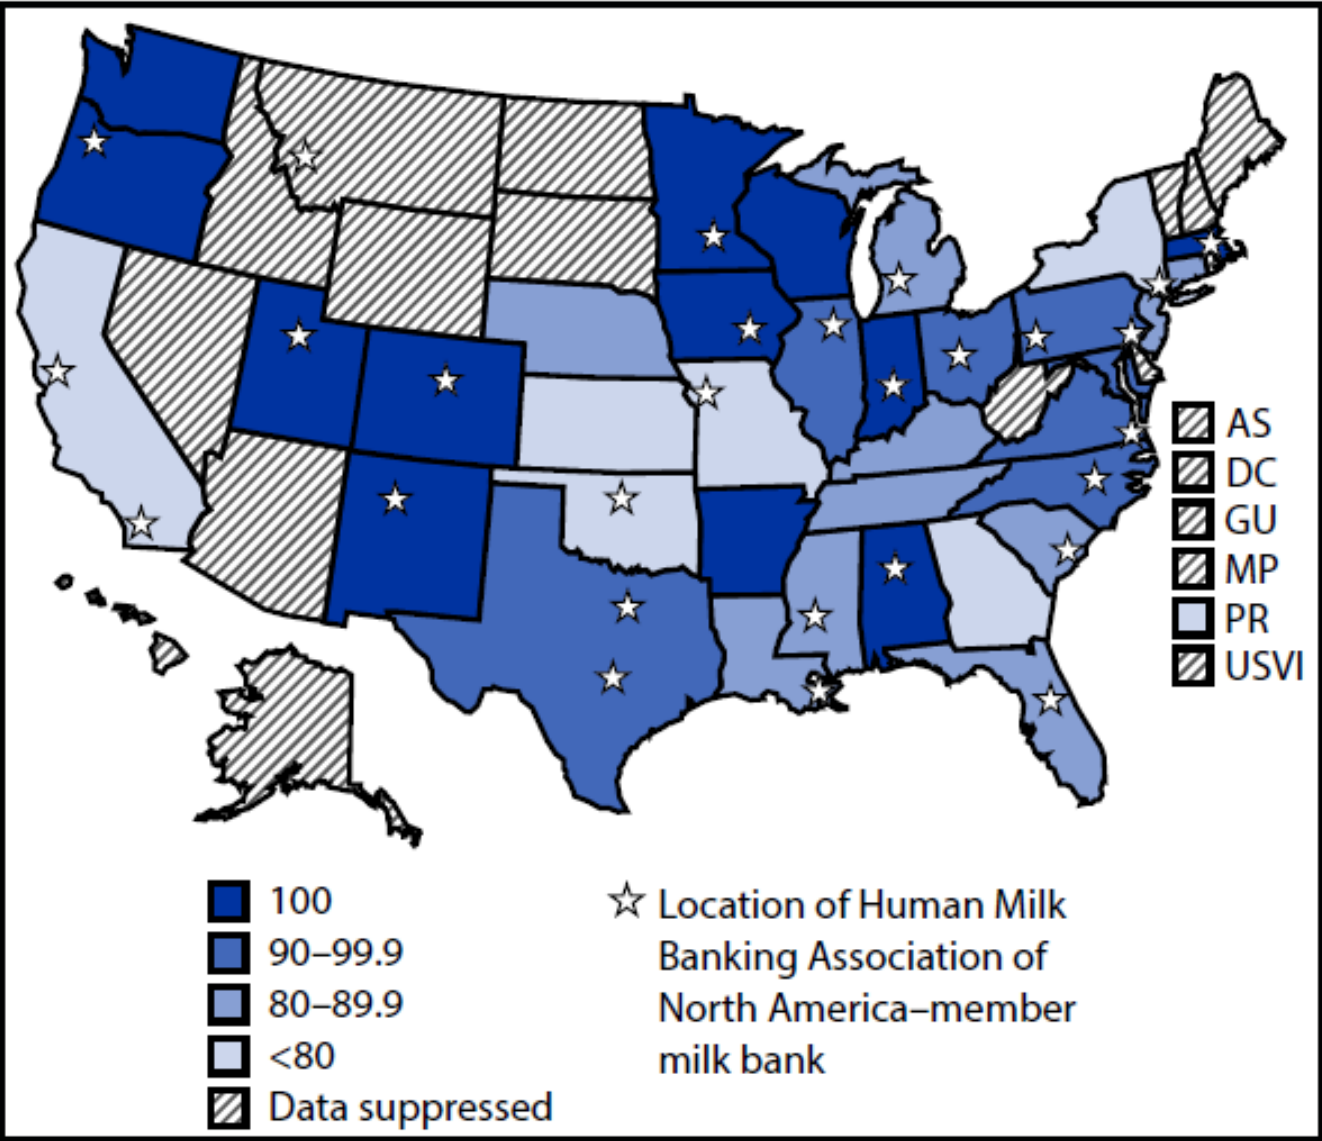 AS
DC
GU
MP
PR
USVI
100
90–99.9
80–89.9
<80
Data suppressed
Location of Human Milk
Banking Association of
North America–member
milk bank